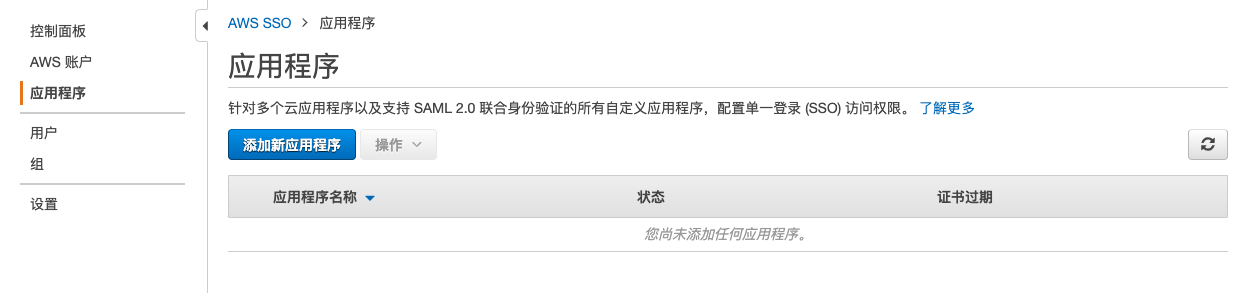 控制面板
AWS 账户
应用程序
用户
组
设置
AWS SSO > 应用程序
应用程序
针对多个云应用程序以及支持 SAML 2.0 联合身份验证的所有自定义应用程序，配置单一登录 (SSO) 访问权限。 了解更多
添加新应用程序 操作
应用程序名称 状态 证书过期
您尚未添加任何应用程序。